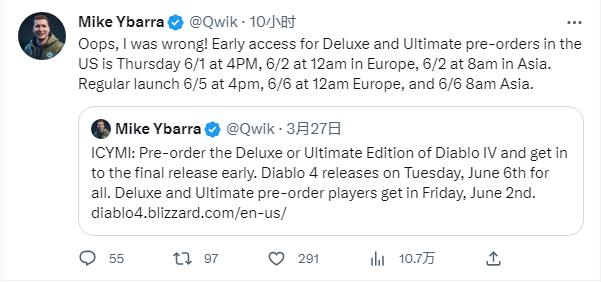 Mike Ybarra @Qwik · 10小时
Oops, I was wrong! Early access for Deluxe and Ultimate pre-orders in the
US is Thursday 6/1 at 4PM, 6/2 at 12am in Europe, 6/2 at 8am in Asia.
Regular launch 6/5 at 4pm, 6/6 at 12am Europe, and 6/6 8am Asia.
Mike Ybarra @Qwik · 3月27日
ICYMI: Pre-order the Deluxe or Ultimate Edition of Diablo IV and get in
to the final release early. Diablo 4 releases on Tuesday, June 6th for
all. Deluxe and Ultimate pre-order players get in Friday, June 2nd.
diablo4.blizzard.com/en-us/
55 97 291 10.7万